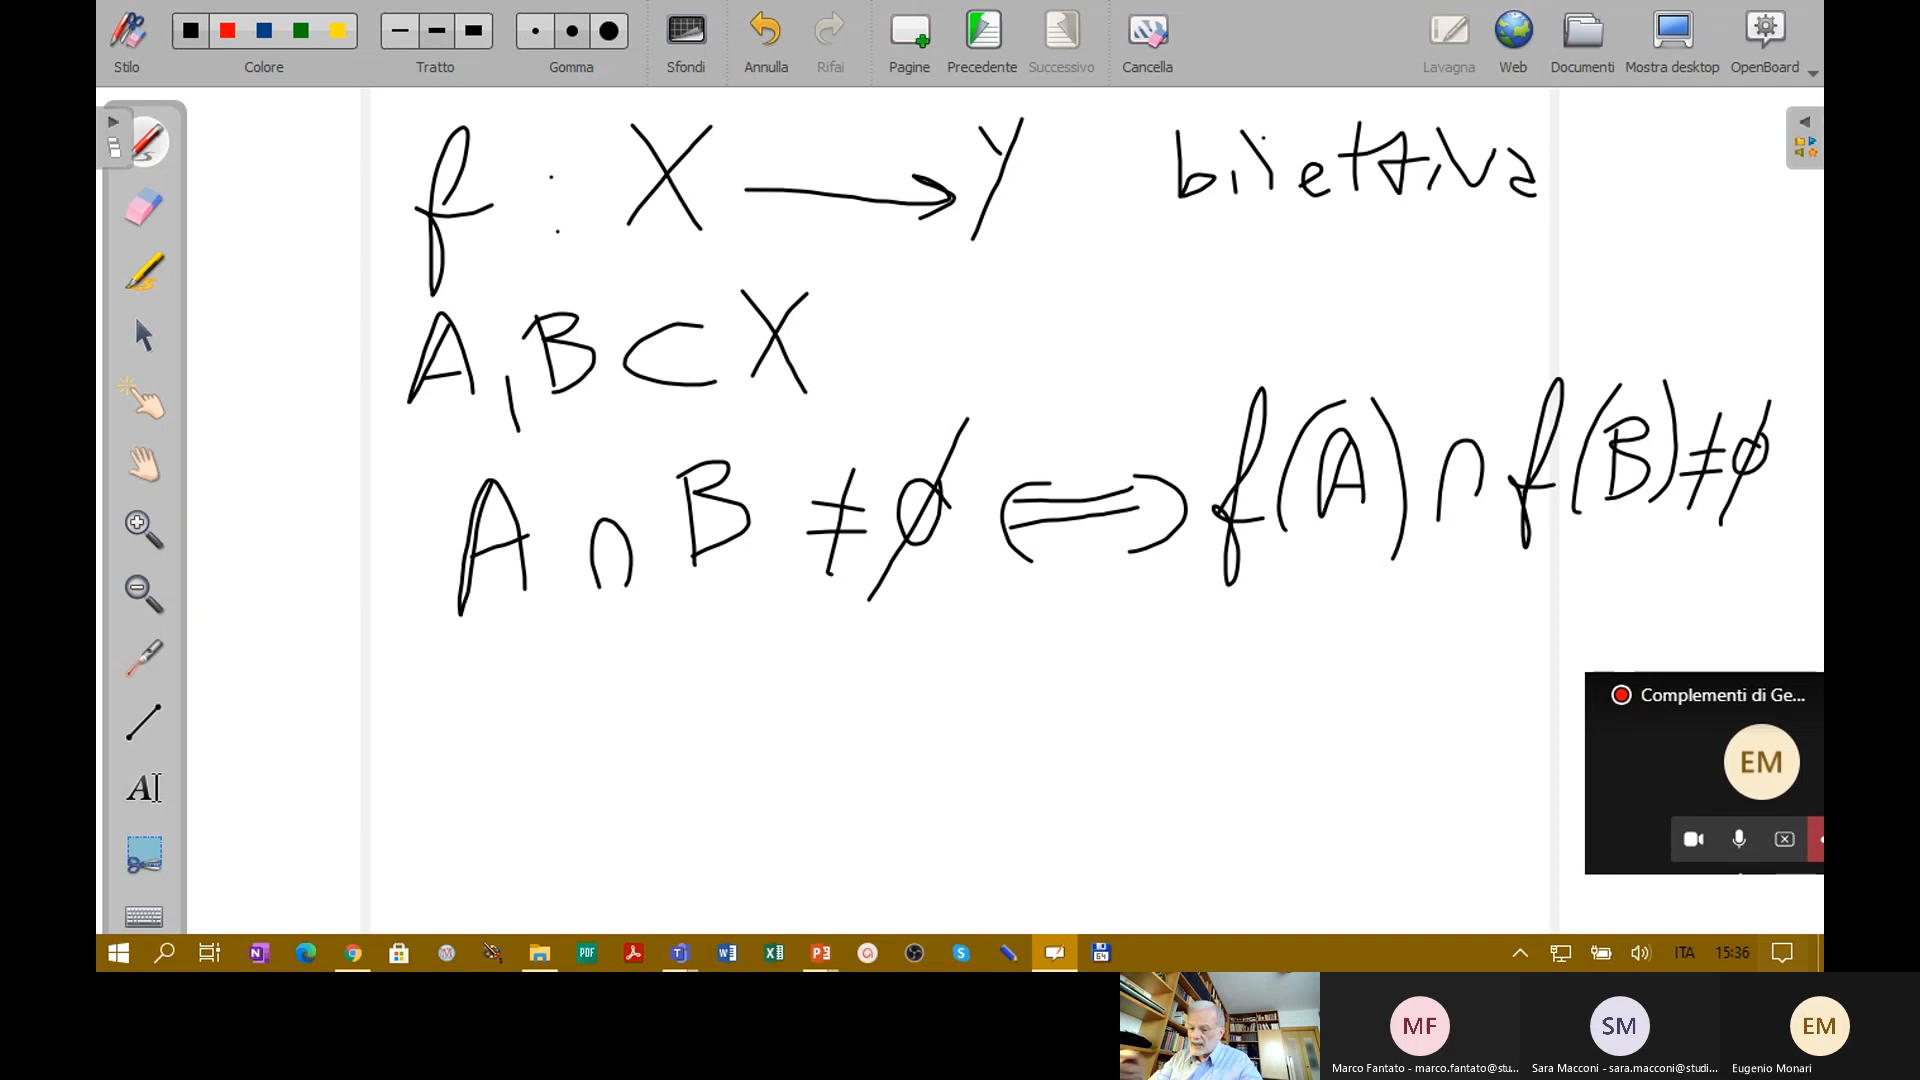 Stilo Colore Tratto Gomma Sfondi Annulla Rifai Pagine Precedente Successivo Cancella Lavagna Web Documenti Mostra desktop OpenBoard
f : X ⟶ Y biiettiva
A, B ⊂ X
A ∩ B ≠ ∅ ⟺ f(A) ∩ f(B) ≠ ∅
Complementi di Ge...
EM
ITA 15:36
MF SM EM
Marco Fantato - marco.fantato@stu... Sara Macconi - sara.macconi@studi... Eugenio Monari